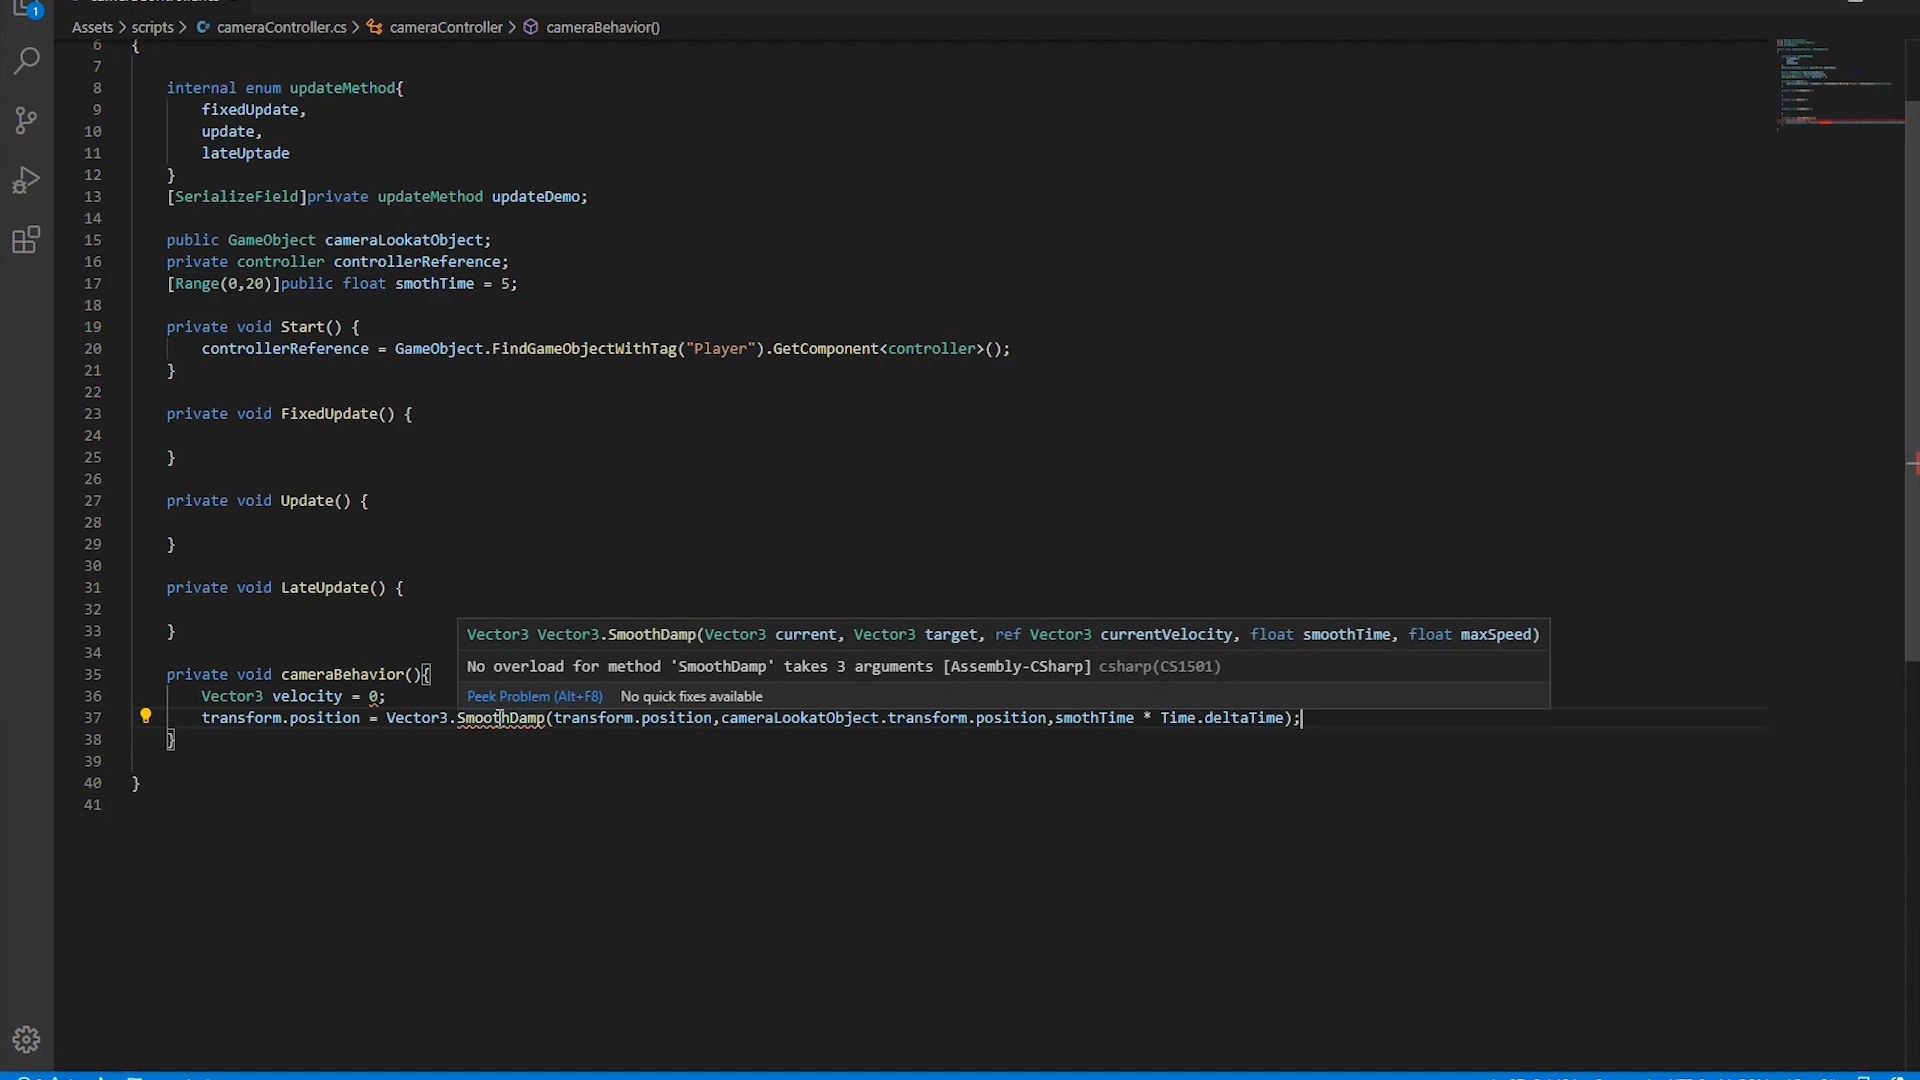 1
Assets > scripts > cameraController.cs > cameraController > cameraBehavior()
6 {
7
8 internal enum updateMethod{
9 fixedUpdate,
10 update,
11 lateUptade
12 }
13 [SerializeField]private updateMethod updateDemo;
14
15 public GameObject cameraLookatObject;
16 private controller controllerReference;
17 [Range(0,20)]public float smothTime = 5;
18
19 private void Start() {
20 controllerReference = GameObject.FindGameObjectWithTag("Player").GetComponent<controller>();
21 }
22
23 private void FixedUpdate() {
24
25 }
26
27 private void Update() {
28
29 }
30
31 private void LateUpdate() {
32
33 }
34
Vector3 Vector3.SmoothDamp(Vector3 current, Vector3 target, ref Vector3 currentVelocity, float smoothTime, float maxSpeed)
No overload for method 'SmoothDamp' takes 3 arguments [Assembly-CSharp] csharp(CS1501)
Peek Problem (Alt+F8) No quick fixes available
35 private void cameraBehavior(){
36 Vector3 velocity = 0;
37 transform.position = Vector3.SmoothDamp(transform.position,cameraLookatObject.transform.position,smothTime * Time.deltaTime);
38 }
39
40 }
41